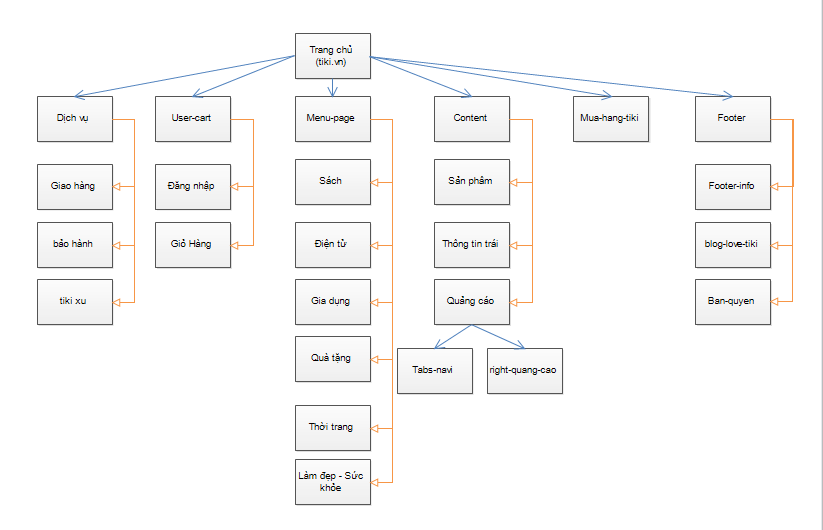 Trang chủ
(tiki.vn)
Dịch vụ
User-cart
Menu-page
Content
Mua-hang-tiki
Footer
Giao hàng
Đăng nhập
Sách
Sản phẩm
Footer-info
bảo hành
Giỏ Hàng
Điện tử
Thông tin trái
blog-love-tiki
tiki xu
Gia dụng
Quảng cáo
Ban-quyen
Quà tặng
Tabs-navi
right-quang-cao
Thời trang
Làm đẹp - Sức
khỏe